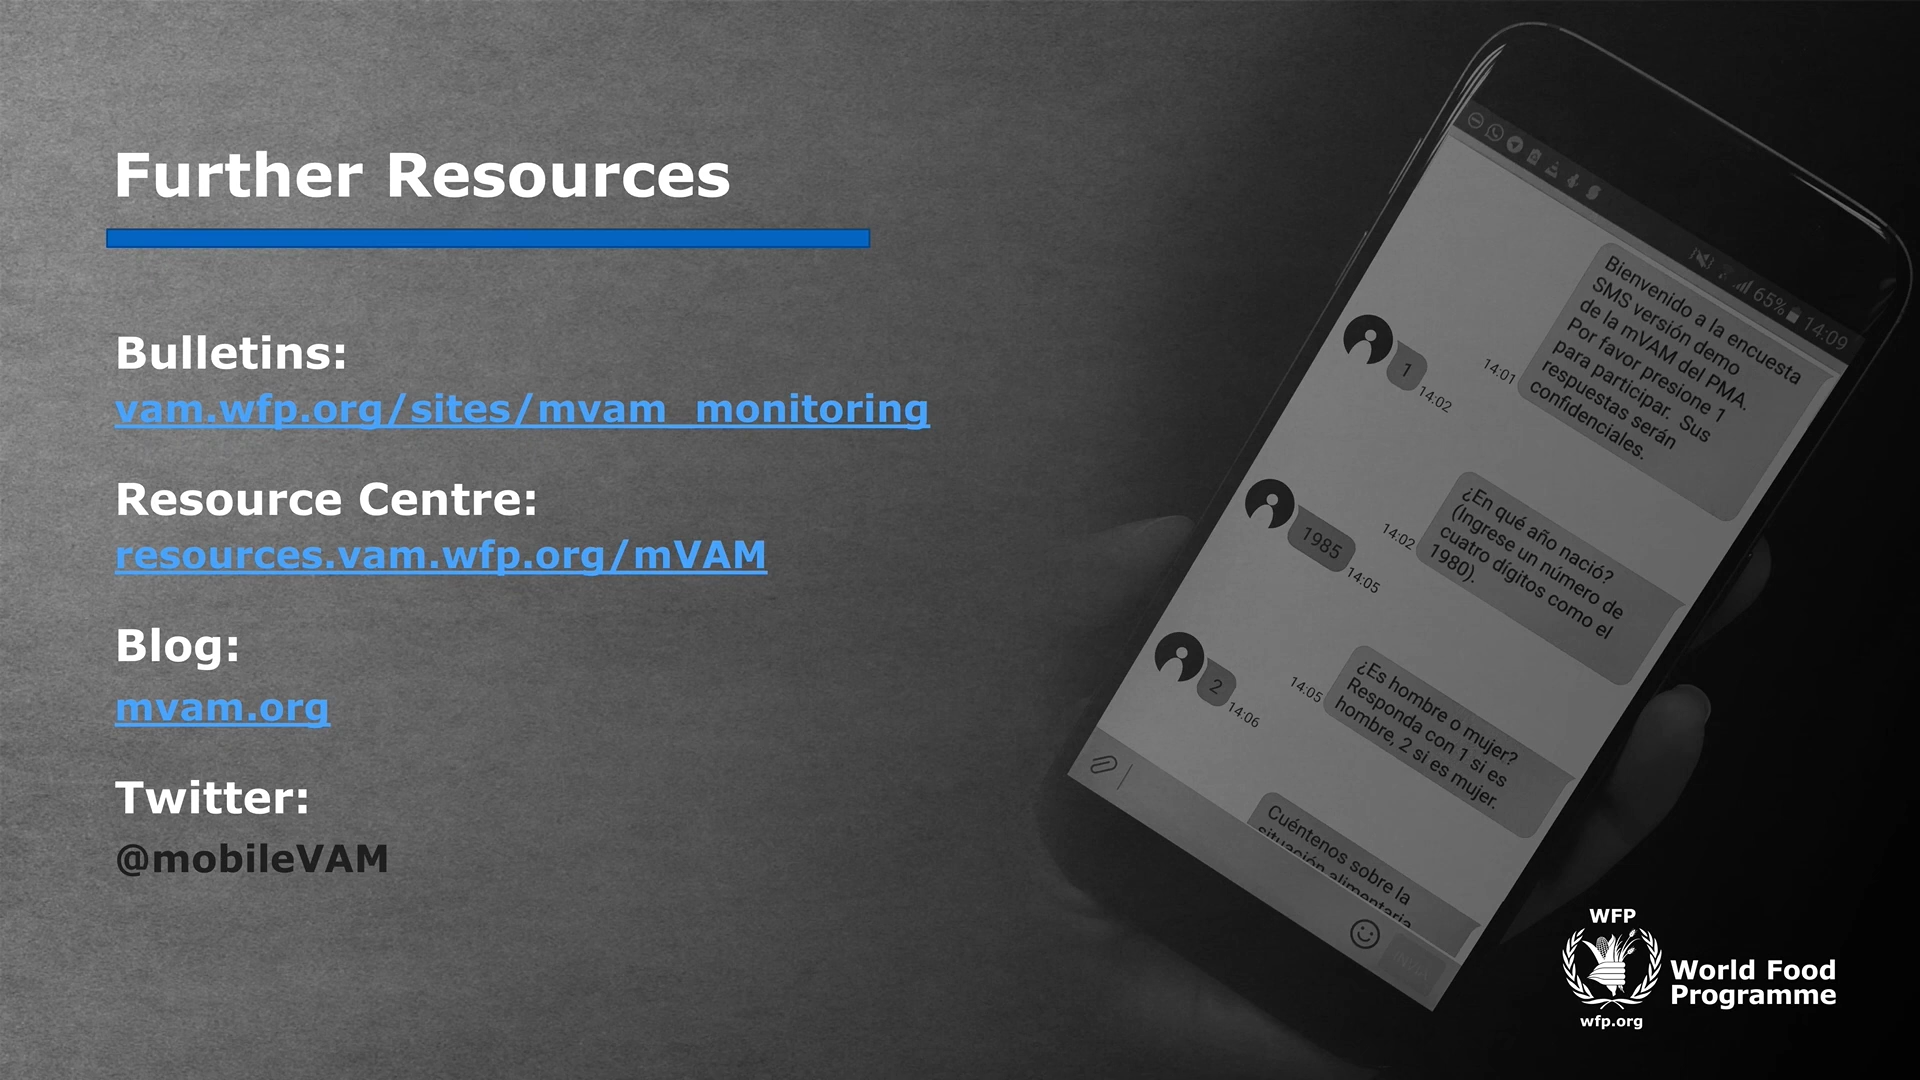 Further Resources
Bulletins:
vam.wfp.org/sites/mvam_monitoring
Resource Centre:
resources.vam.wfp.org/mVAM
Blog:
mvam.org
Twitter:
@mobileVAM
65% 14:09
Bienvenido a la encuesta
SMS versión demo
de la mVAM del PMA.
Por favor presione 1
para participar. Sus
respuestas serán
confidenciales.
14:01
1
14:02
¿En qué año nació?
(Ingrese un número de
cuatro dígitos como el
1980).
14:02
1985
14:05
¿Es hombre o mujer?
Responda con 1 si es
hombre, 2 si es mujer.
14:05
2
14:06
Cuéntenos sobre la
situación alimentaria
WFP
World Food
Programme
wfp.org